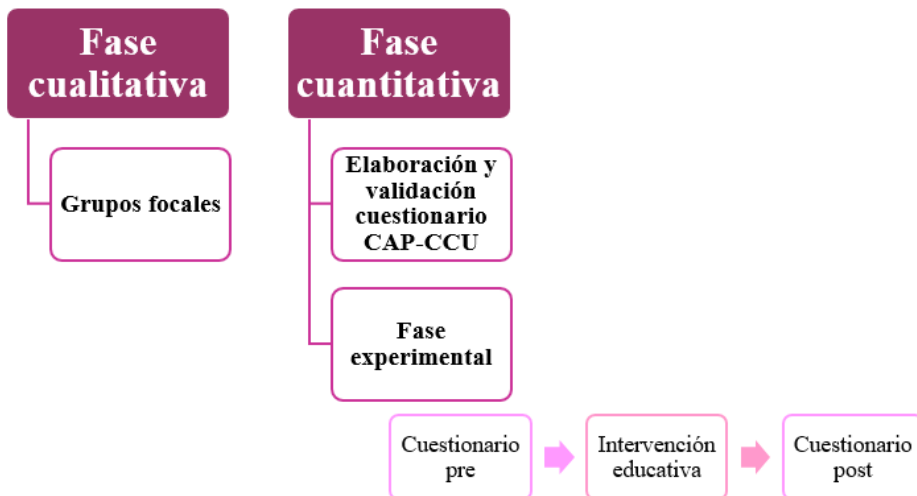 Fase
cualitativa
Grupos focales
Fase
cuantitativa
Elaboración y
validación
cuestionario
CAP-CCU
Fase
experimental
Cuestionario
pre
Intervención
educativa
Cuestionario
post